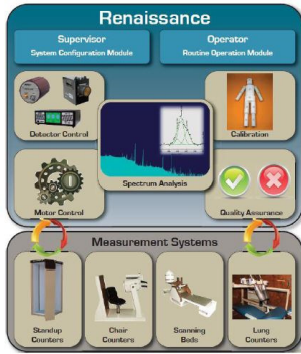 Renaissance
Supervisor
System Configuration Module
Operator
Routine Operation Module
Detector Control
Calibration
Spectrum Analysis
Motor Control
Quality Assurance
Measurement Systems
Standup
Counters
Chair
Counters
Scanning
Beds
Lung
Counters